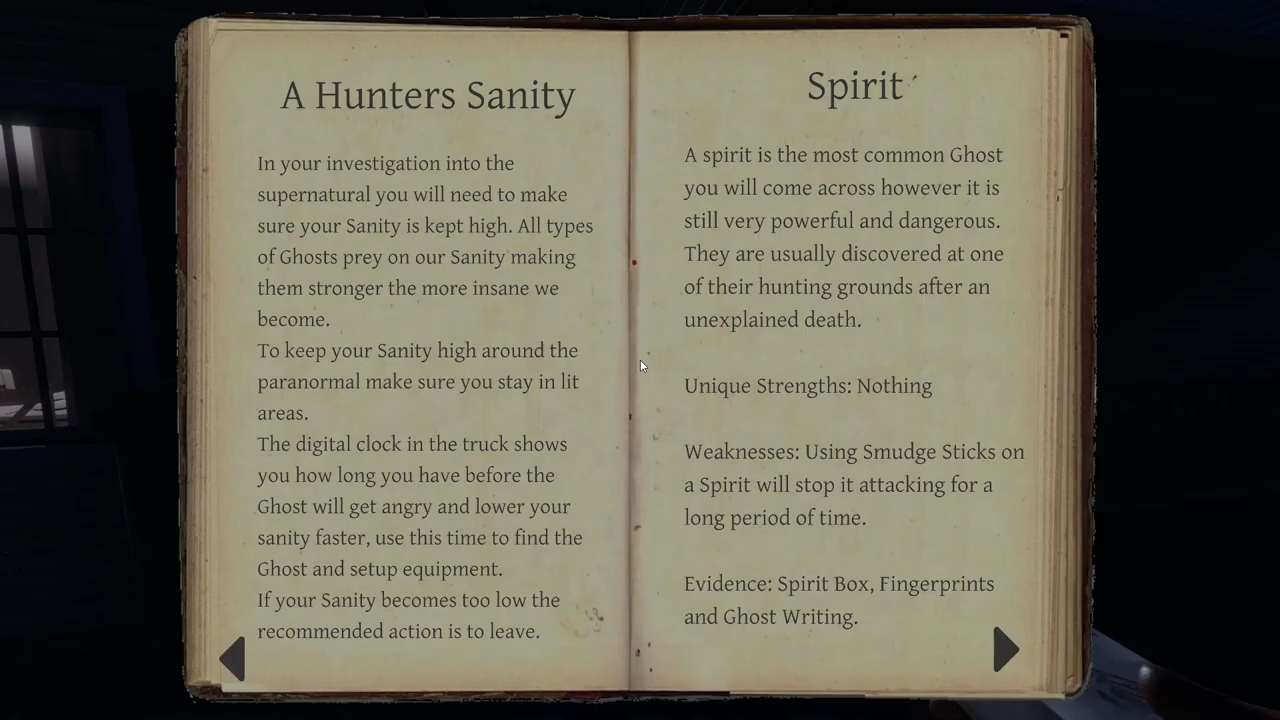 A Hunters Sanity
In your investigation into the
supernatural you will need to make
sure your Sanity is kept high. All types
of Ghosts prey on our Sanity making
them stronger the more insane we
become.
To keep your Sanity high around the
paranormal make sure you stay in lit
areas.
The digital clock in the truck shows
you how long you have before the
Ghost will get angry and lower your
sanity faster, use this time to find the
Ghost and setup equipment.
If your Sanity becomes too low the
recommended action is to leave.
Spirit
A spirit is the most common Ghost
you will come across however it is
still very powerful and dangerous.
They are usually discovered at one
of their hunting grounds after an
unexplained death.
Unique Strengths: Nothing
Weaknesses: Using Smudge Sticks on
a Spirit will stop it attacking for a
long period of time.
Evidence: Spirit Box, Fingerprints
and Ghost Writing.